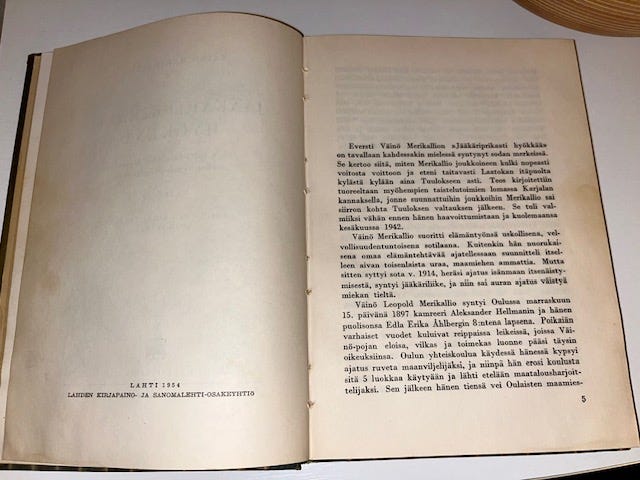 LAHTI 1954
LAHDEN KIRJAPAINO- JA SANOMALEHTI-OSAKEYHTIÖ
Eversti Väinö Merikallion »Jääkäriprikaati hyökkää»
on tavallaan kahdessakin mielessä syntynyt sodan merkeissä.
Se kertoo siitä, miten Merikallio joukkoineen kulki nopeasti
voitosta voittoon ja eteni taitavasti Laatokan itäpuolta
kylästä kylään aina Tuulokseen asti. Teos kirjoitettiin
tuoreeltaan myöhempien taistelutoimien lomassa Karjalan
kannaksella, jonne suunnattuihin joukkoihin Merikallio sai
siirron kohta Tuuloksen valtauksen jälkeen. Se tuli val-
miiksi vähän ennen hänen haavoittumistaan ja kuolemaansa
kesäkuussa 1942.
Väinö Merikallio suoritti elämäntyönsä uskollisena, vel-
vollisuudentuntoisena sotilaana. Kuitenkin hän nuorukai-
sena omaa elämäntehtävää ajatellessaan suunnitteli itsel-
leen aivan toisenlaista uraa, maamiehen ammattia. Mutta
sitten syttyi sota v. 1914, heräsi ajatus isänmaan itsenäisty-
misestä, syntyi jääkäriliike, ja niin sai auran ajatus väistyä
miekan tieltä.
Väinö Leopold Merikallio syntyi Oulussa marraskuun
15. päivänä 1897 kamreeri Aleksander Hellmanin ja hänen
puolisonsa Edla Erika Åhlbergin 8:ntena lapsena. Poikaiän
varhaiset vuodet kuluivat reippaissa leikeissä, joissa Väi-
nö-pojan eloisa, vilkas ja toimekas luonne pääsi täysin
oikeuksiinsa. Oulun yhteiskoulua käydessä hänessä kypsyi
ajatus ruveta maanviljelijäksi, ja niinpä hän erosi koulusta
sitä 5 luokkaa käytyään ja lähti etelään maatalousharjoit-
telijaksi. Sen jälkeen hänen tiensä vei Oulaisten maamies-
5